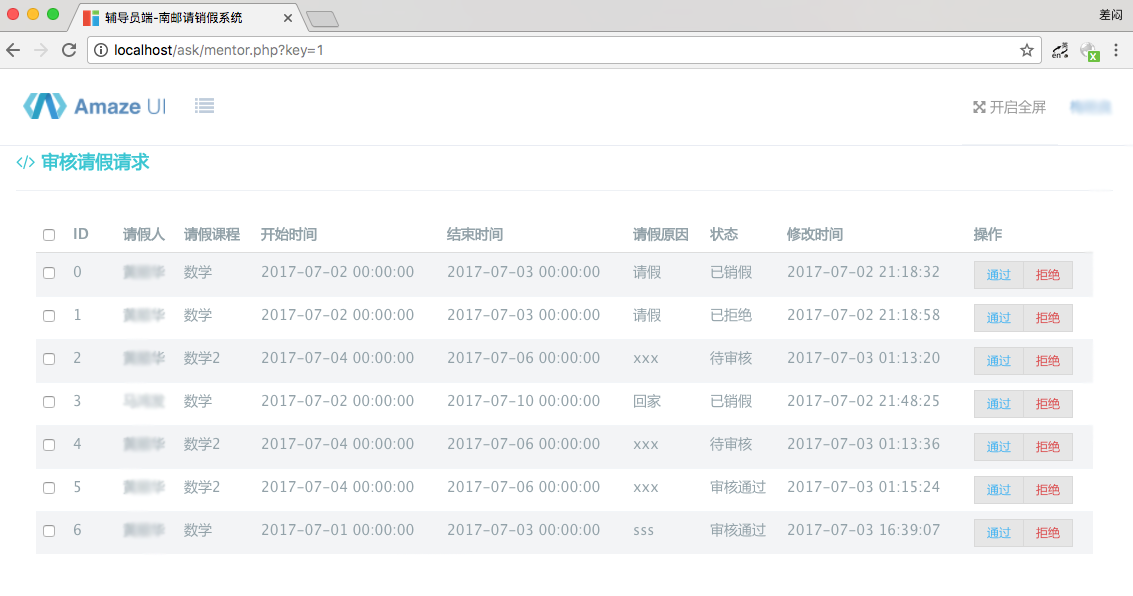 辅导员端-南邮请销假系统
差闷
localhost/ask/mentor.php?key=1
Amaze UI
开启全屏
</> 审核请假请求
ID 请假人 请假课程 开始时间 结束时间 请假原因 状态 修改时间 操作
0 数学 2017-07-02 00:00:00 2017-07-03 00:00:00 请假 已销假 2017-07-02 21:18:32 通过 拒绝
1 数学 2017-07-02 00:00:00 2017-07-03 00:00:00 请假 已拒绝 2017-07-02 21:18:58 通过 拒绝
2 数学2 2017-07-04 00:00:00 2017-07-06 00:00:00 xxx 待审核 2017-07-03 01:13:20 通过 拒绝
3 数学 2017-07-02 00:00:00 2017-07-10 00:00:00 回家 已销假 2017-07-02 21:48:25 通过 拒绝
4 数学2 2017-07-04 00:00:00 2017-07-06 00:00:00 xxx 待审核 2017-07-03 01:13:36 通过 拒绝
5 数学2 2017-07-04 00:00:00 2017-07-06 00:00:00 xxx 审核通过 2017-07-03 01:15:24 通过 拒绝
6 数学 2017-07-01 00:00:00 2017-07-03 00:00:00 sss 审核通过 2017-07-03 16:39:07 通过 拒绝